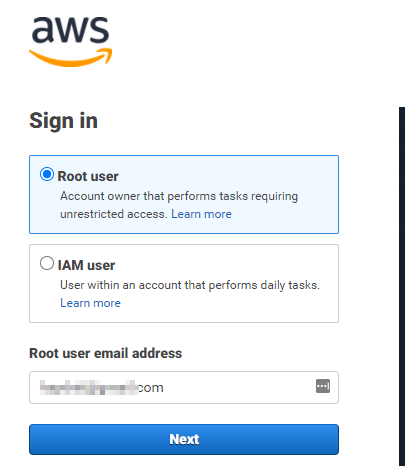 aws
Sign in
Root user
Account owner that performs tasks requiring
unrestricted access. Learn more
IAM user
User within an account that performs daily tasks.
Learn more
Root user email address
.com
Next